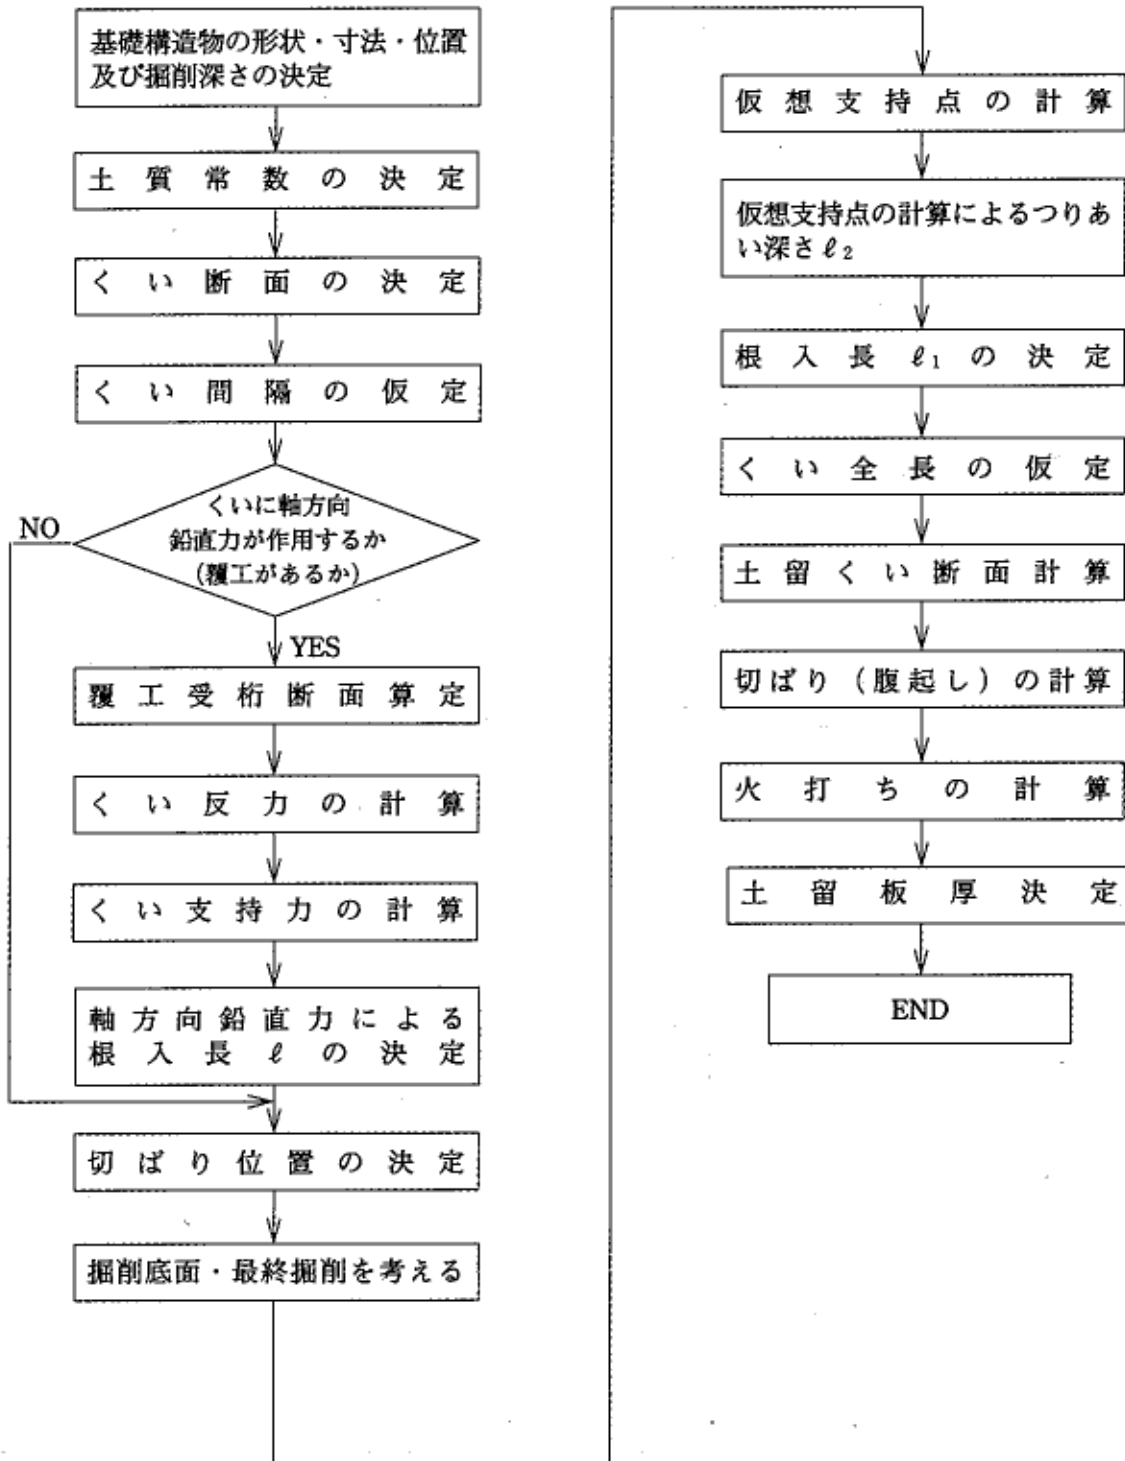 基礎構造物の形状・寸法・位置
及び掘削深さの決定
土質常数の決定
くい断面の決定
くい間隔の仮定
くいに軸方向
鉛直力が作用するか
(覆工があるか)
NO
YES
覆工受桁断面算定
くい反力の計算
くい支持力の計算
軸方向鉛直力による
根入長ℓの決定
切ばり位置の決定
掘削底面・最終掘削を考える
仮想支持点の計算
仮想支持点の計算によるつりあ
い深さℓ₂
根入長ℓ₁の決定
くい全長の仮定
土留くい断面計算
切ばり(腹起し)の計算
火打ちの計算
土留板厚決定
END